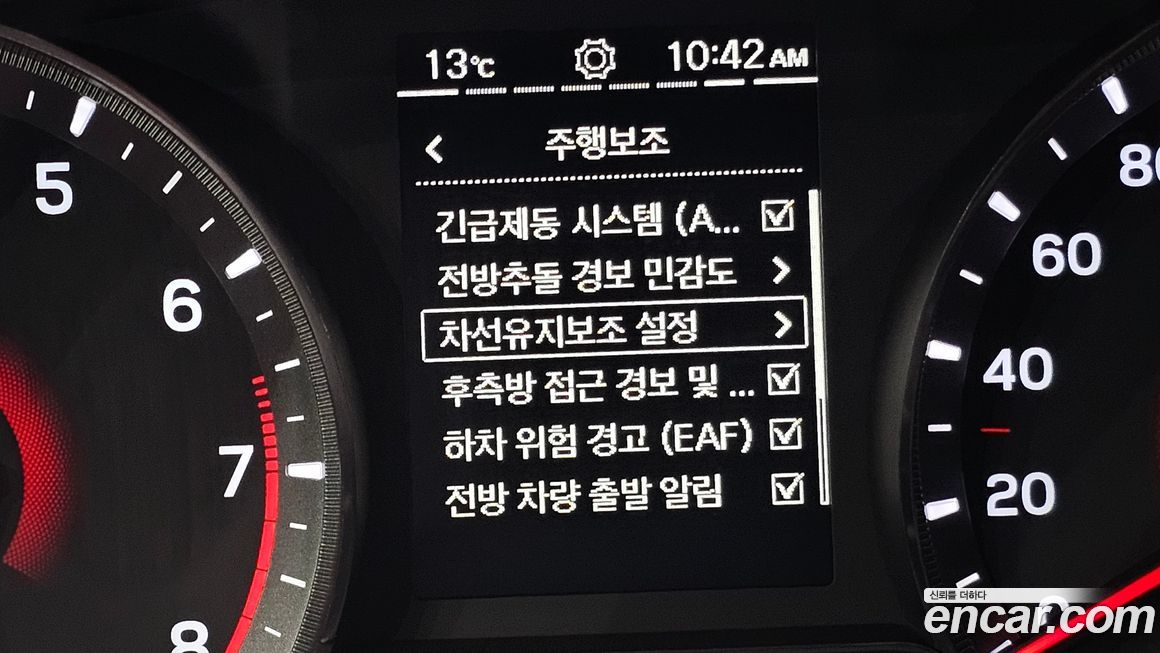 13℃ 10:42 AM
주행보조
긴급제동 시스템 (A...
전방추돌 경보 민감도
차선유지보조 설정
후측방 접근 경보 및 ...
하차 위험 경고 (EAF)
전방 차량 출발 알림
5
6
7
8
80
60
40
20
0
신뢰를 더하다
encar.com